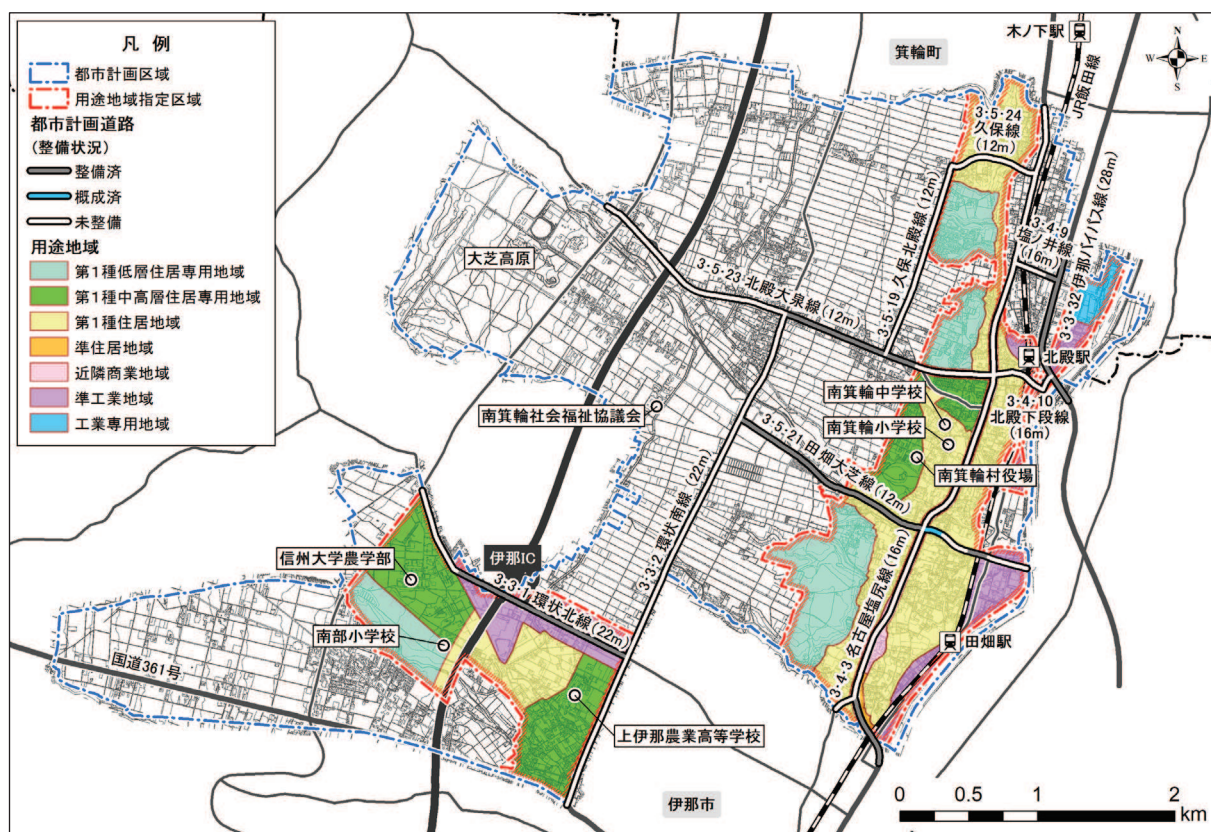 凡 例
都市計画区域
用途地域指定区域
都市計画道路
(整備状況)
整備済
概成済
未整備
用途地域
第1種低層住居専用地域
第1種中高層住居専用地域
第1種住居地域
準住居地域
近隣商業地域
準工業地域
工業専用地域
木ノ下駅
箕輪町
N
W
E
S
JR飯田線
3・5・24
久保線
(12m)
3・4・9
塩ノ井線
(16m)
3・3・32 伊那バイパス線(28m)
3・5・19 久保北殿線(12m)
大芝高原
3・5・23 北殿大泉線(12m)
北殿駅
3・4・10
北殿下段線
(16m)
南箕輪中学校
南箕輪小学校
南箕輪村役場
南箕輪社会福祉協議会
3・5・21 田畑大芝線(12m)
3・3・2 環状南線(22m)
信州大学農学部
伊那IC
3・3・1 環状北線(22m)
南部小学校
国道361号
3・4・3 名古屋塩尻線(16m)
田畑駅
上伊那農業高等学校
伊那市
0
0.5
1
2
km